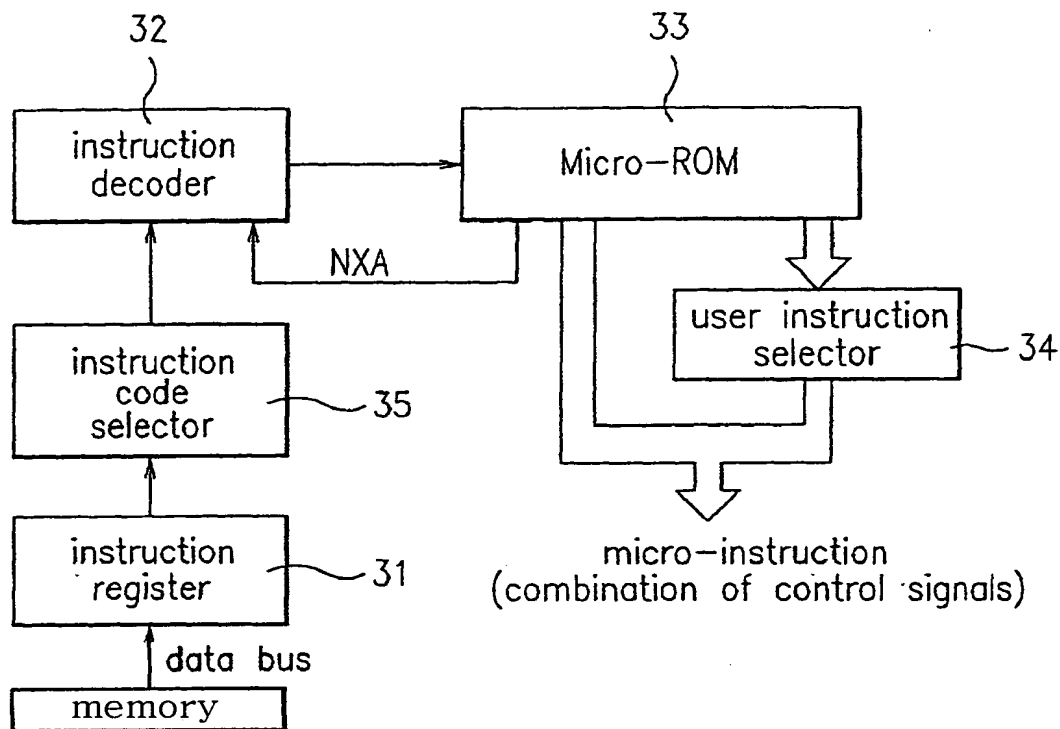 32
33
instruction
decoder
Micro-ROM
NXA
user instruction
selector
34
instruction
code
selector
35
instruction
register
31
micro-instruction
(combination of control signals)
data bus
memory